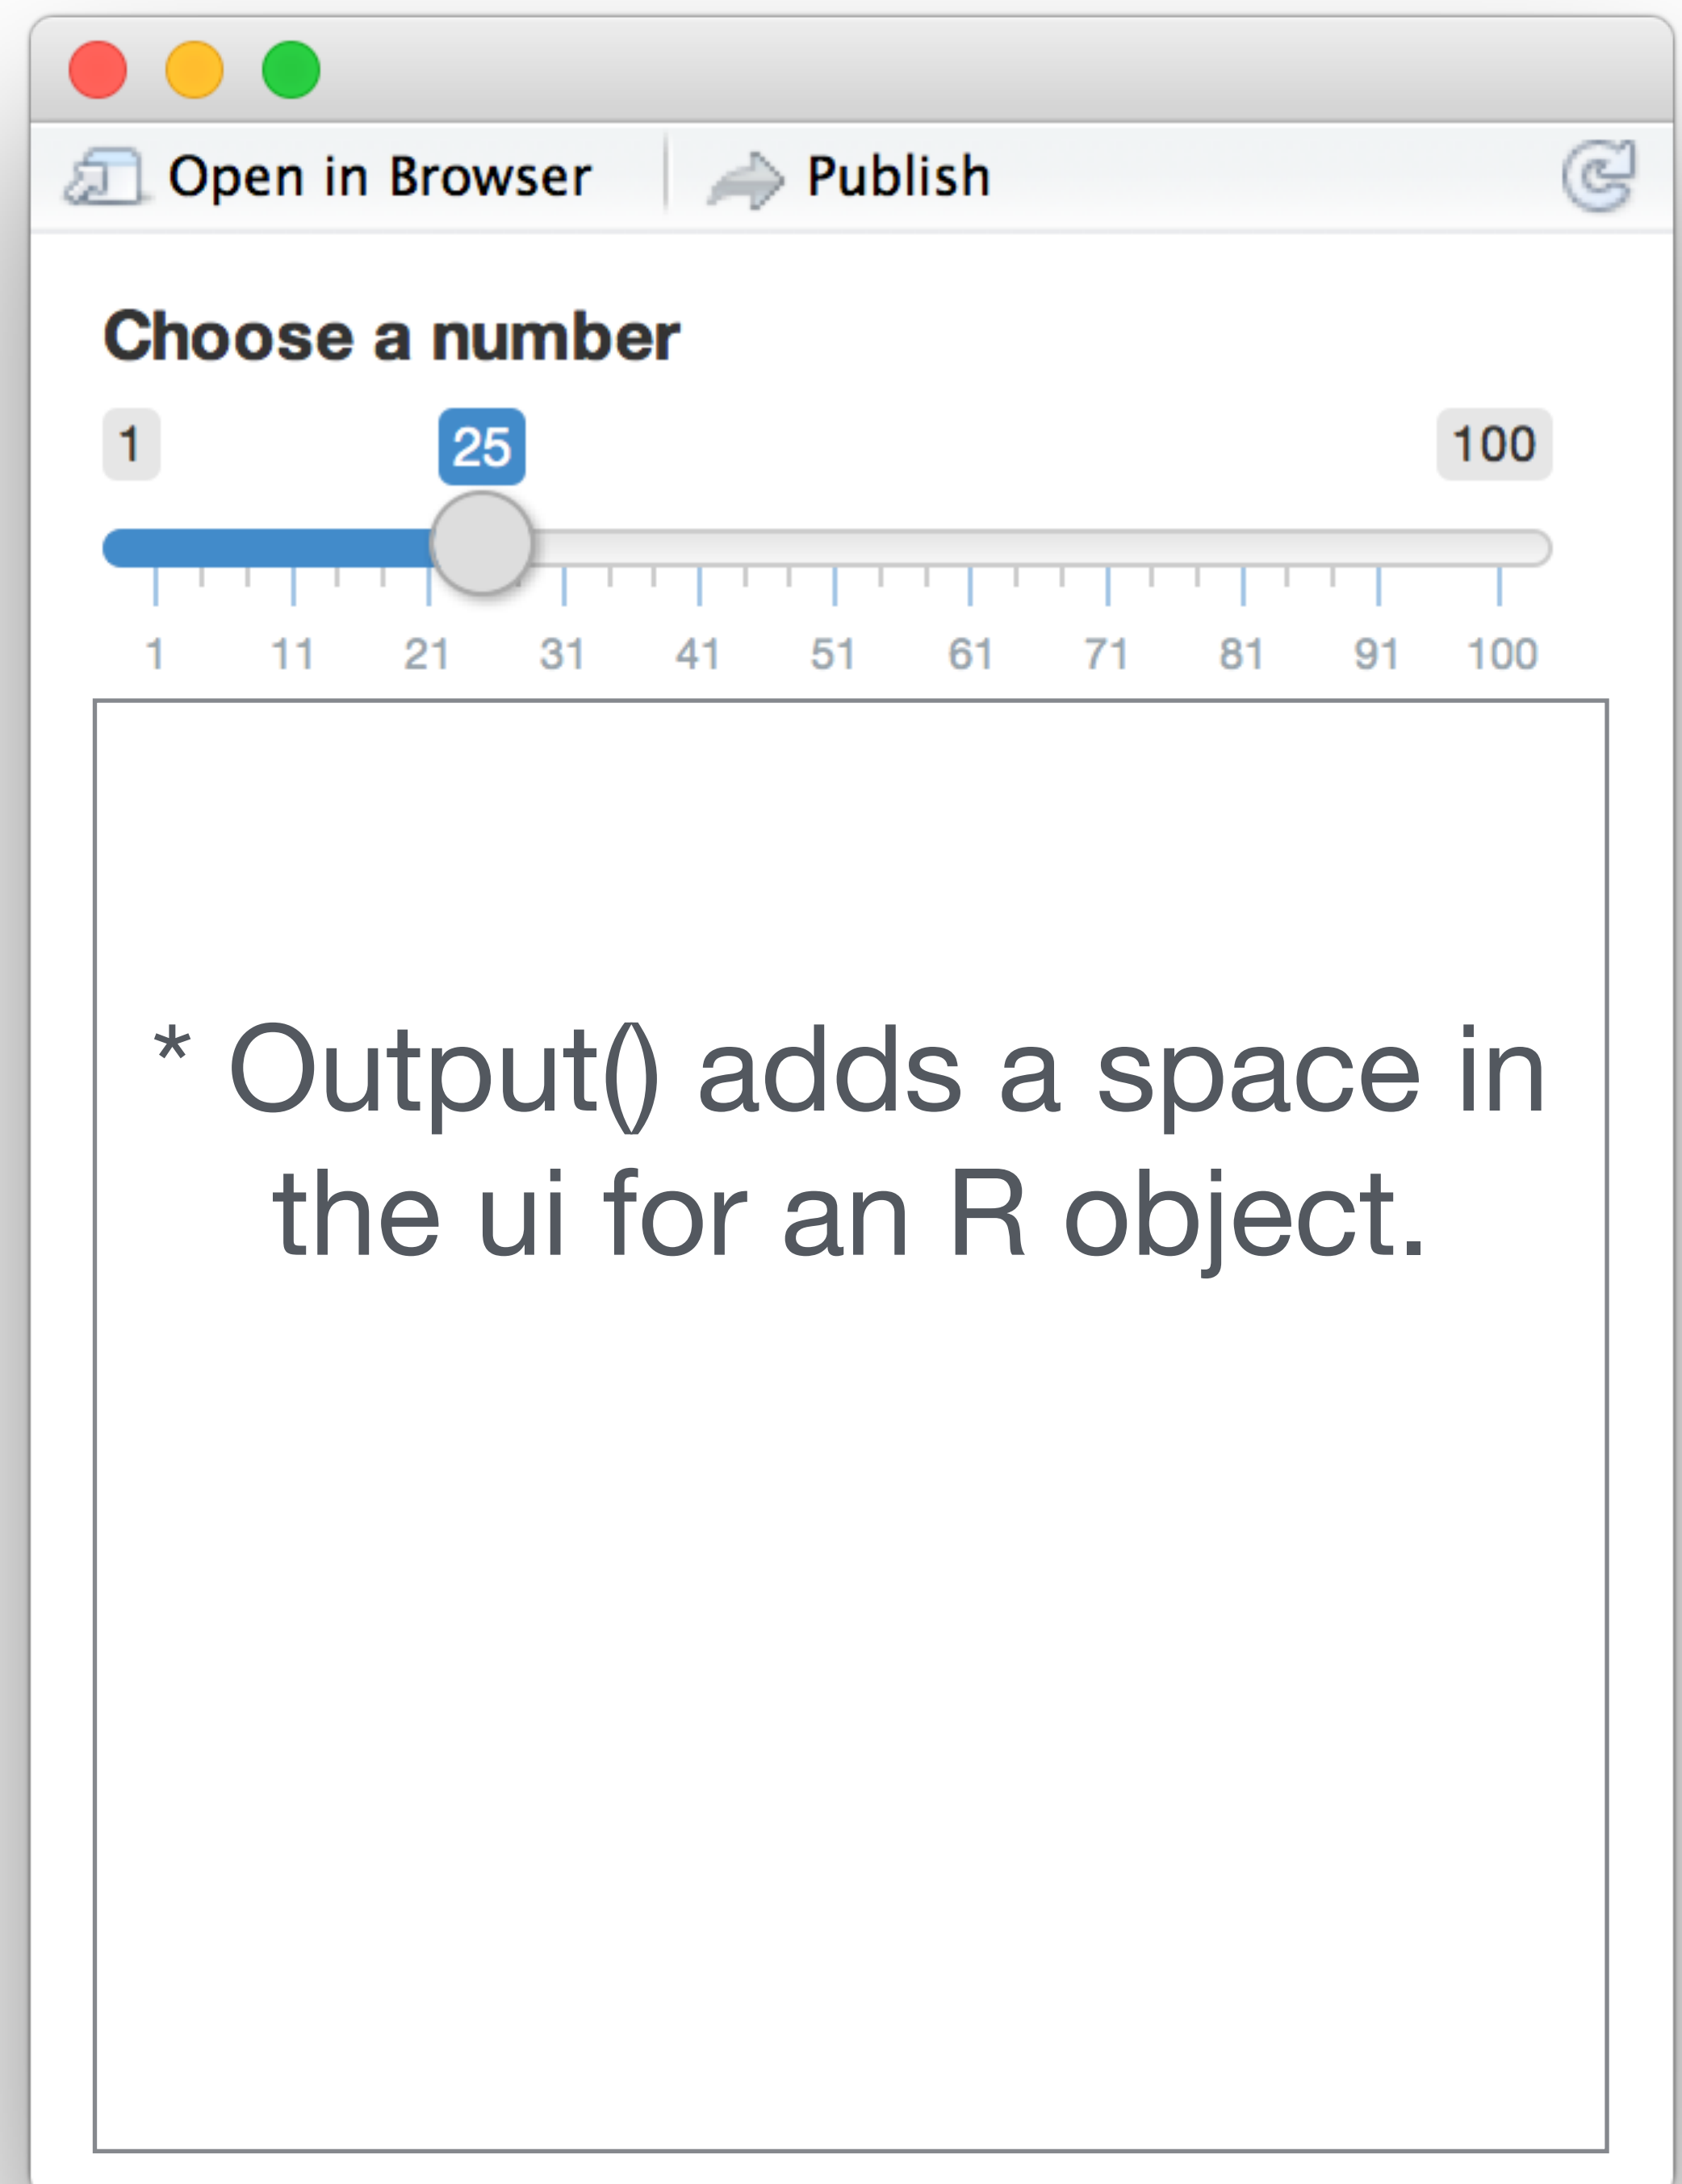 Open in Browser Publish
Choose a number
1 25 100
1 11 21 31 41 51 61 71 81 91 100
* Output() adds a space in
the ui for an R object.